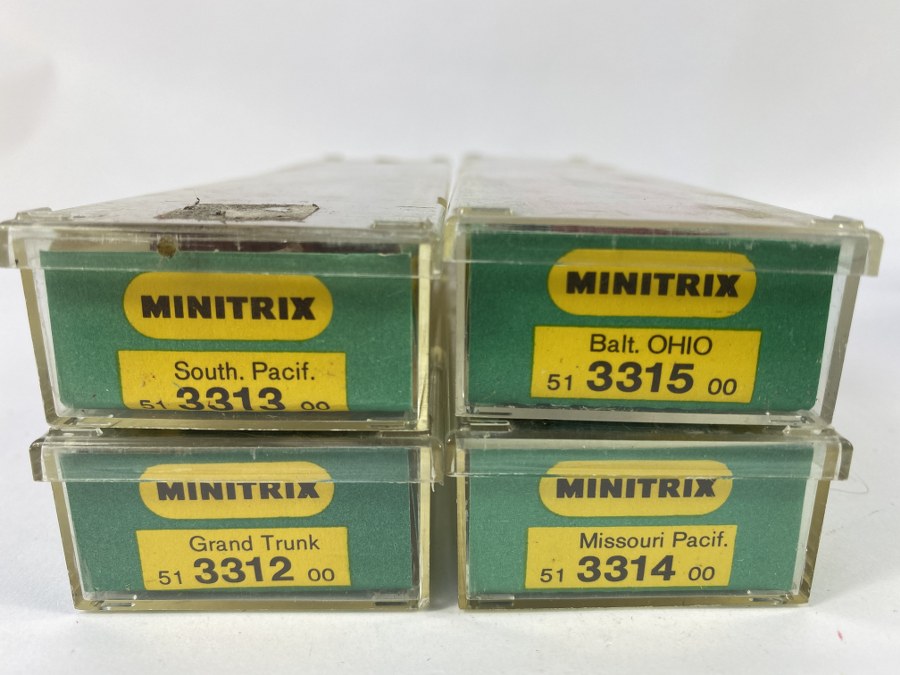 MINITRIX
South. Pacif.
51 3313 00
MINITRIX
Balt. OHIO
51 3315 00
MINITRIX
Grand Trunk
51 3312 00
MINITRIX
Missouri Pacif.
51 3314 00